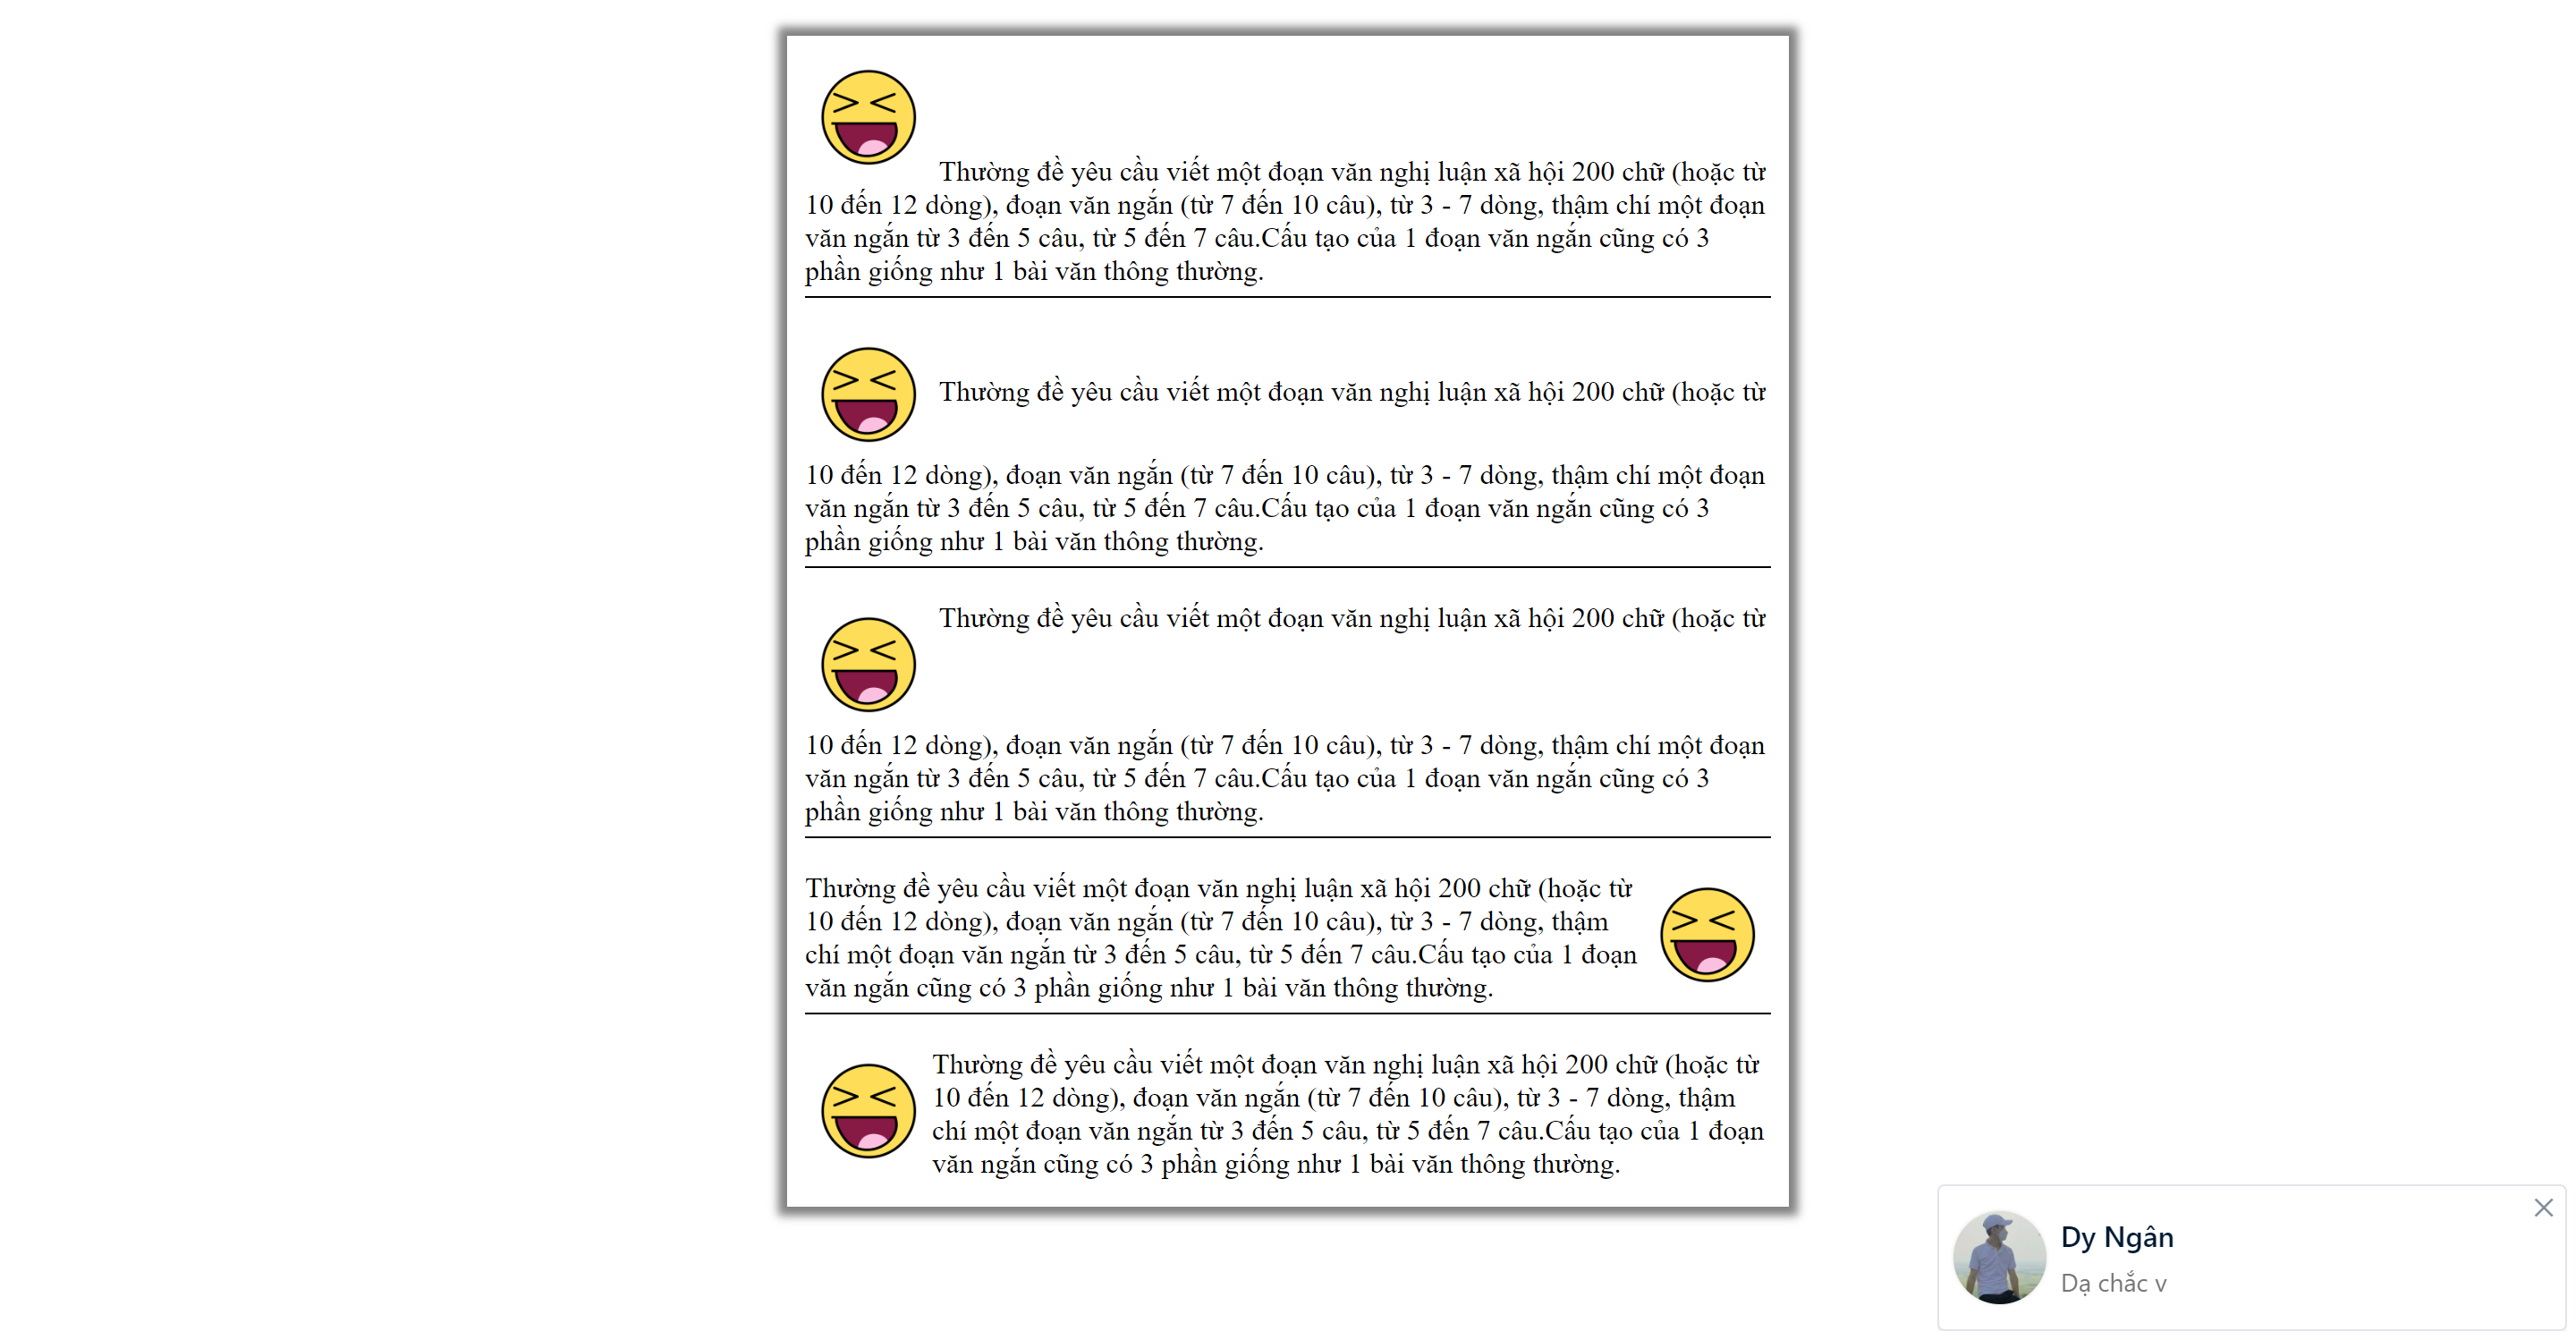 Thường đề yêu cầu viết một đoạn văn nghị luận xã hội 200 chữ (hoặc từ
10 đến 12 dòng), đoạn văn ngắn (từ 7 đến 10 câu), từ 3 - 7 dòng, thậm chí một đoạn
văn ngắn từ 3 đến 5 câu, từ 5 đến 7 câu.Cấu tạo của 1 đoạn văn ngắn cũng có 3
phần giống như 1 bài văn thông thường.
Thường đề yêu cầu viết một đoạn văn nghị luận xã hội 200 chữ (hoặc từ
10 đến 12 dòng), đoạn văn ngắn (từ 7 đến 10 câu), từ 3 - 7 dòng, thậm chí một đoạn
văn ngắn từ 3 đến 5 câu, từ 5 đến 7 câu.Cấu tạo của 1 đoạn văn ngắn cũng có 3
phần giống như 1 bài văn thông thường.
Thường đề yêu cầu viết một đoạn văn nghị luận xã hội 200 chữ (hoặc từ
10 đến 12 dòng), đoạn văn ngắn (từ 7 đến 10 câu), từ 3 - 7 dòng, thậm chí một đoạn
văn ngắn từ 3 đến 5 câu, từ 5 đến 7 câu.Cấu tạo của 1 đoạn văn ngắn cũng có 3
phần giống như 1 bài văn thông thường.
Thường đề yêu cầu viết một đoạn văn nghị luận xã hội 200 chữ (hoặc từ
10 đến 12 dòng), đoạn văn ngắn (từ 7 đến 10 câu), từ 3 - 7 dòng, thậm
chí một đoạn văn ngắn từ 3 đến 5 câu, từ 5 đến 7 câu.Cấu tạo của 1 đoạn
văn ngắn cũng có 3 phần giống như 1 bài văn thông thường.
Thường đề yêu cầu viết một đoạn văn nghị luận xã hội 200 chữ (hoặc từ
10 đến 12 dòng), đoạn văn ngắn (từ 7 đến 10 câu), từ 3 - 7 dòng, thậm
chí một đoạn văn ngắn từ 3 đến 5 câu, từ 5 đến 7 câu.Cấu tạo của 1 đoạn
văn ngắn cũng có 3 phần giống như 1 bài văn thông thường.
Dy Ngân
Dạ chắc v